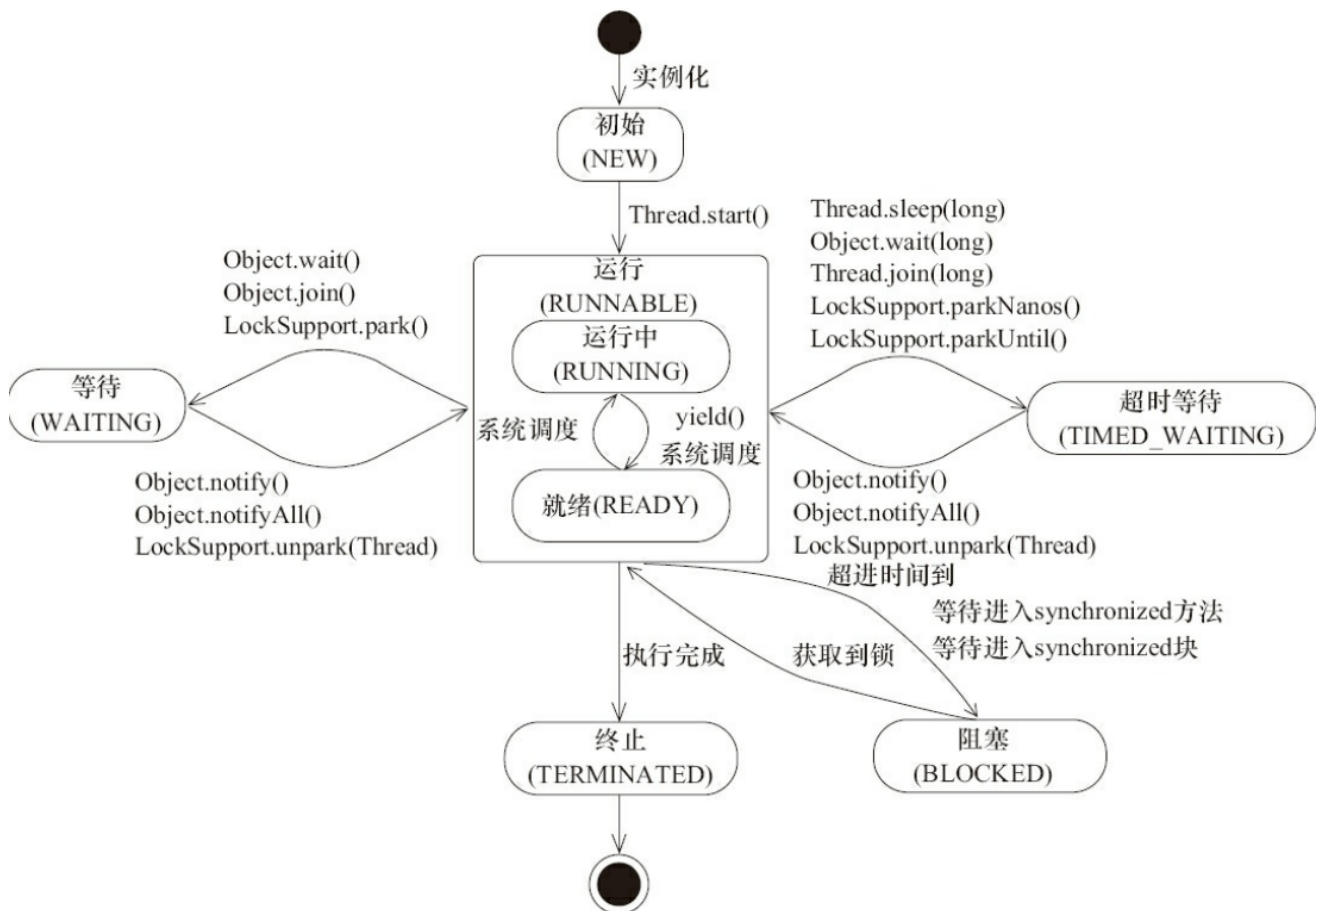 实例化
初始
(NEW)
Thread.start()
Object.wait()
Object.join()
LockSupport.park()
运行
(RUNNABLE)
运行中
(RUNNING)
系统调度
yield()
系统调度
就绪(READY)
Thread.sleep(long)
Object.wait(long)
Thread.join(long)
LockSupport.parkNanos()
LockSupport.parkUntil()
等待
(WAITING)
超时等待
(TIMED_WAITING)
Object.notify()
Object.notifyAll()
LockSupport.unpark(Thread)
Object.notify()
Object.notifyAll()
LockSupport.unpark(Thread)
超进时间到
等待进入synchronized方法
等待进入synchronized块
执行完成
获取到锁
终止
(TERMINATED)
阻塞
(BLOCKED)